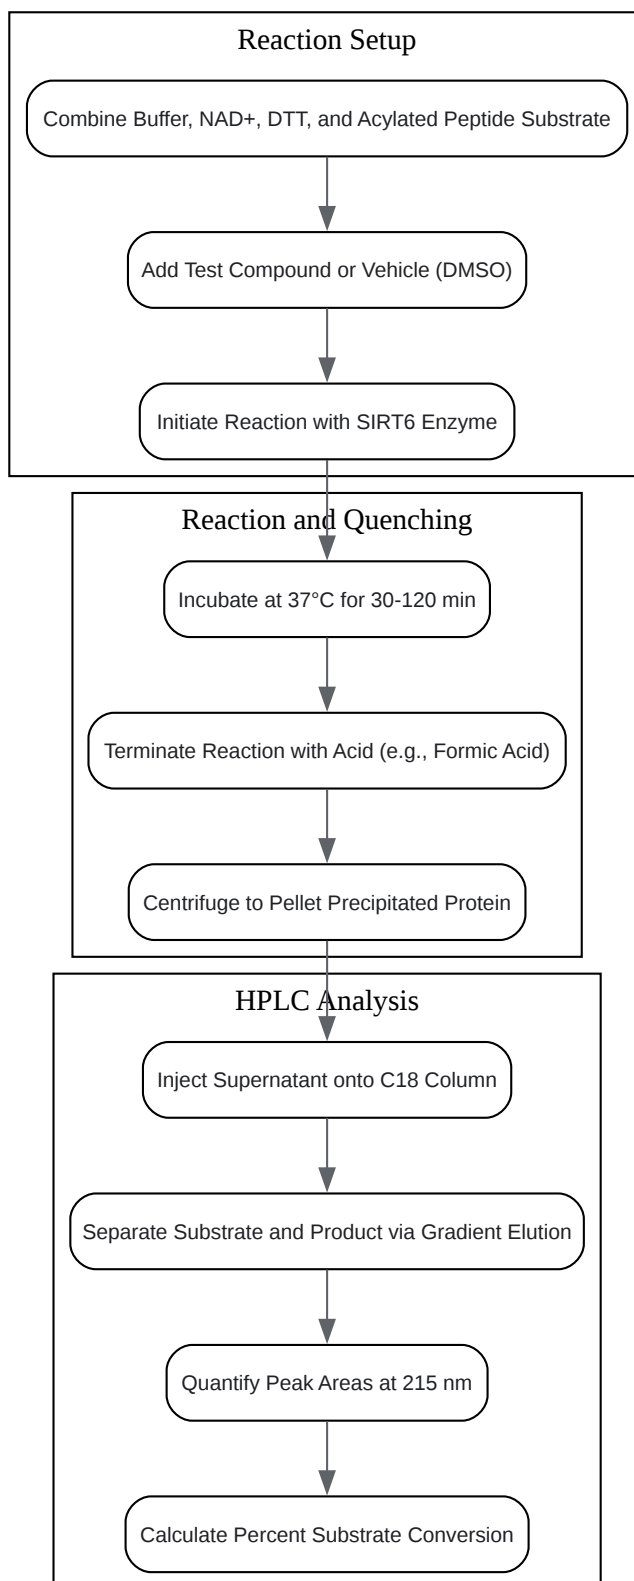 Reaction Setup
Combine Buffer, NAD+, DTT, and Acylated Peptide Substrate
Add Test Compound or Vehicle (DMSO)
Initiate Reaction with SIRT6 Enzyme
Reaction and Quenching
Incubate at 37°C for 30-120 min
Terminate Reaction with Acid (e.g., Formic Acid)
Centrifuge to Pellet Precipitated Protein
HPLC Analysis
Inject Supernatant onto C18 Column
Separate Substrate and Product via Gradient Elution
Quantify Peak Areas at 215 nm
Calculate Percent Substrate Conversion